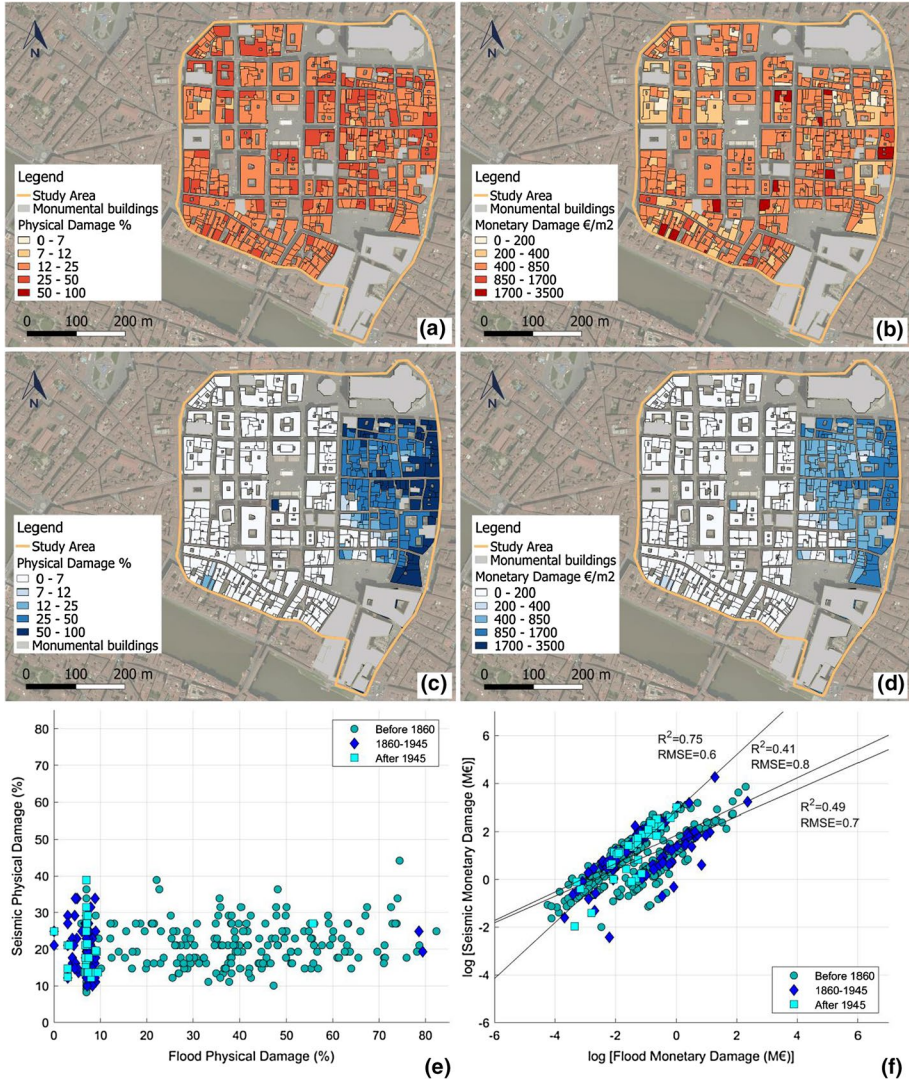 N
Legend
Study Area
Monumental buildings
Physical Damage %
0 - 7
7 - 12
12 - 25
25 - 50
50 - 100
0 100 200 m
(a)
N
Legend
Study Area
Monumental buildings
Monetary Damage €/m2
0 - 200
200 - 400
400 - 850
850 - 1700
1700 - 3500
0 100 200 m
(b)
N
Legend
Study Area
Physical Damage %
0 - 7
7 - 12
12 - 25
25 - 50
50 - 100
Monumental buildings
0 100 200 m
(c)
N
Legend
Study Area
Monumental buildings
Monetary Damage €/m2
0 - 200
200 - 400
400 - 850
850 - 1700
1700 - 3500
0 100 200 m
(d)
Seismic Physical Damage (%)
80
70
60
50
40
30
20
10
0
0 10 20 30 40 50 60 70 80
Flood Physical Damage (%)
Before 1860
1860-1945
After 1945
(e)
log [Seismic Monetary Damage (M€)]
6
4
2
0
-2
-4
-6
-6 -4 -2 0 2 4 6
log [Flood Monetary Damage (M€)]
R²=0.75
RMSE=0.6
R²=0.41
RMSE=0.8
R²=0.49
RMSE=0.7
Before 1860
1860-1945
After 1945
(f)